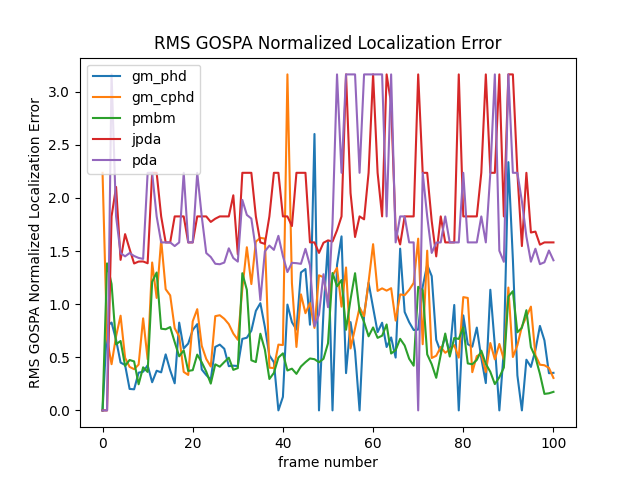 RMS GOSPA Normalized Localization Error
gm_phd
gm_cphd
pmbm
jpda
pda
RMS GOSPA Normalized Localization Error
3.0
2.5
2.0
1.5
1.0
0.5
0.0
0
20
40
60
80
100
frame number